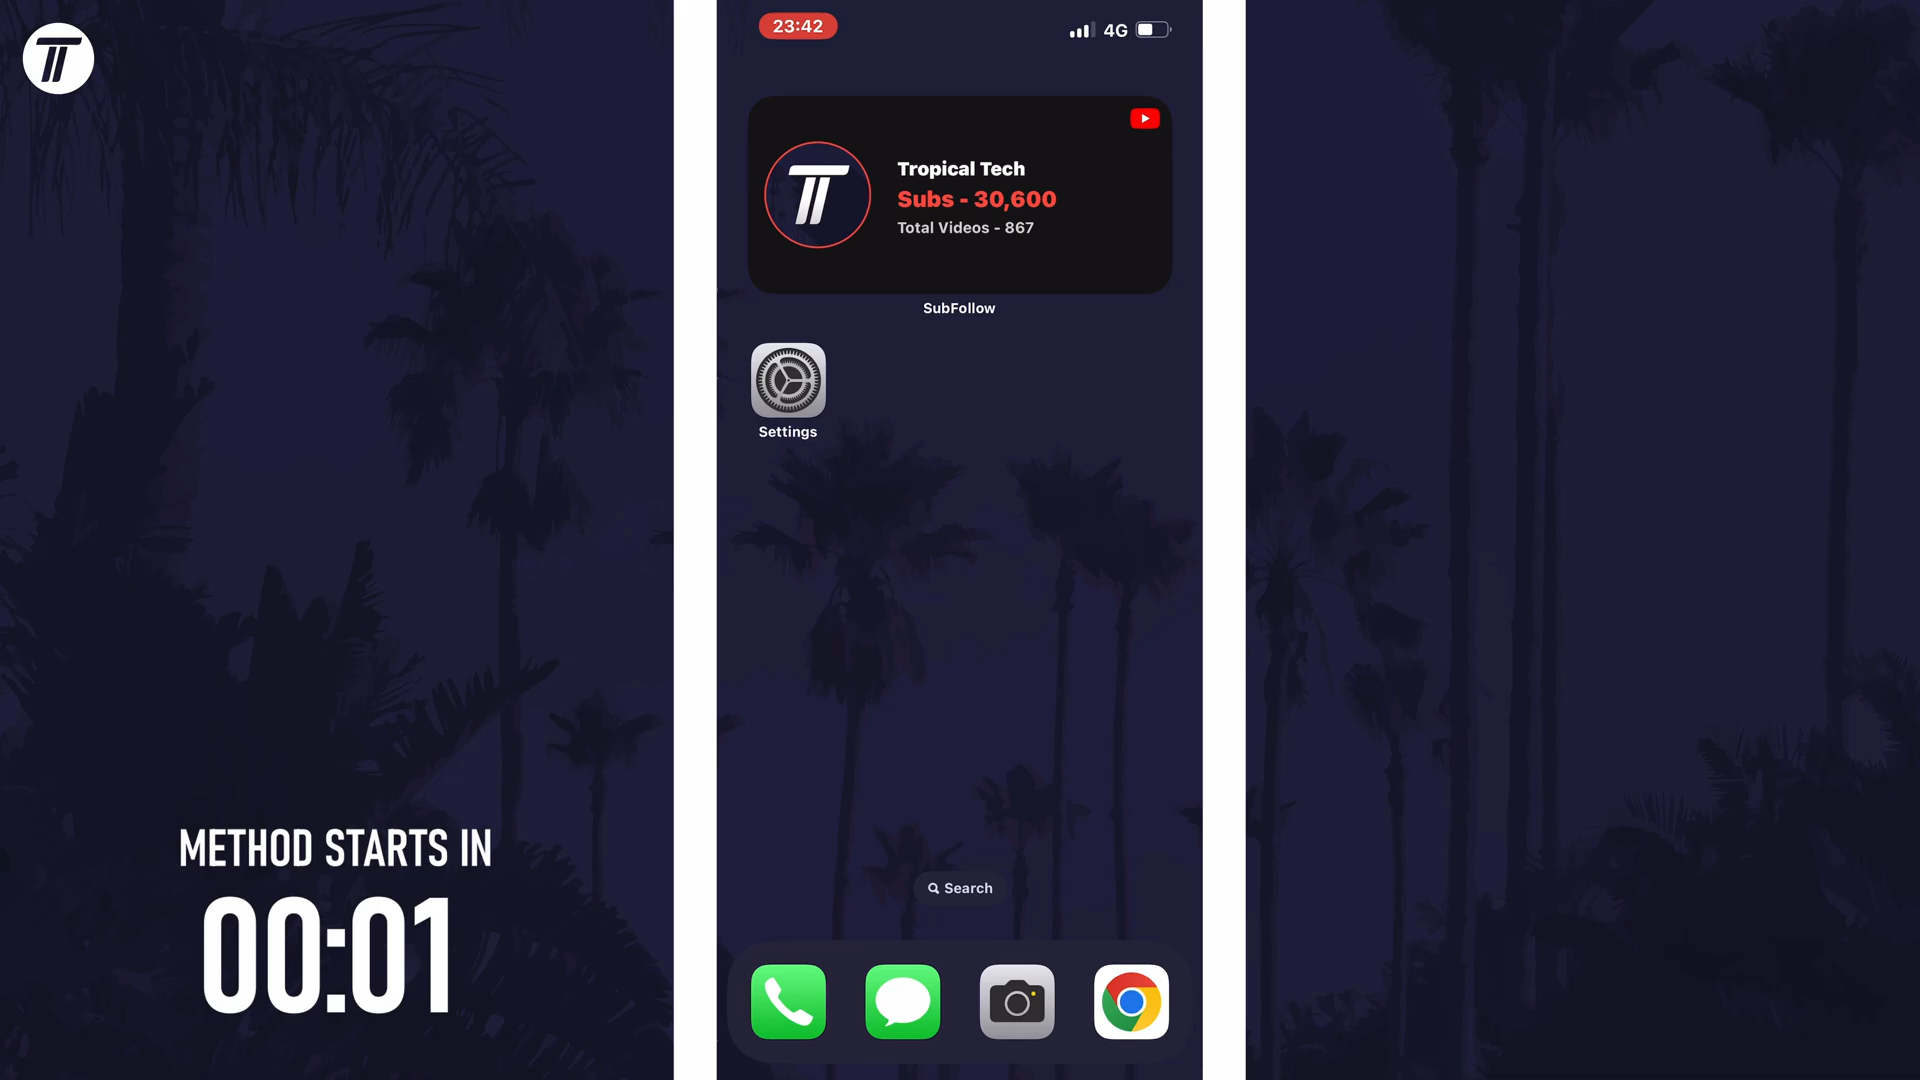 23:42
4G
Tropical Tech
Subs - 30,600
Total Videos - 867
SubFollow
Settings
METHOD STARTS IN
00:01
Search